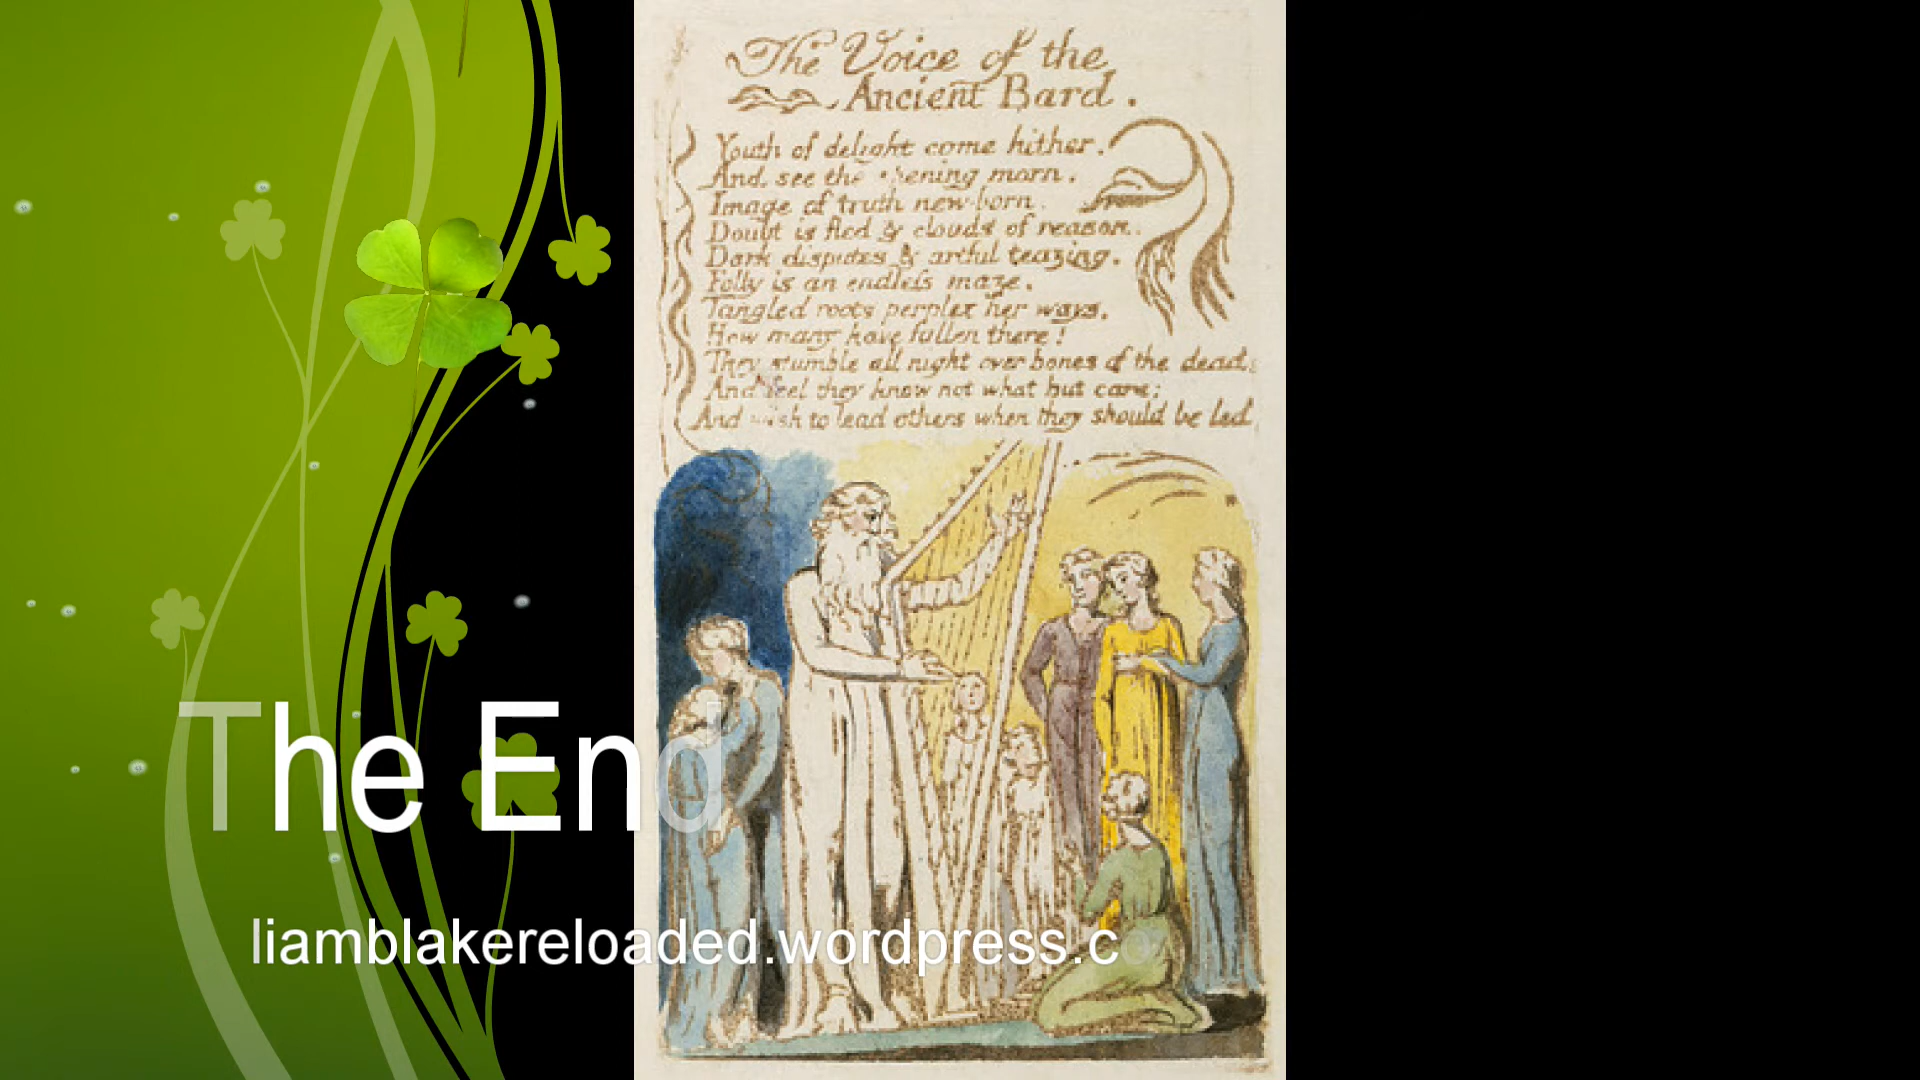 The Voice of the
Ancient Bard.
Youth of delight come hither.
And see the opening morn.
Image of truth new-born.
Doubt is fled & clouds of reason.
Dark disputes & artful teazing.
Folly is an endless maze.
Tangled roots perplex her ways.
How many have fallen there!
They stumble all night over bones of the dead;
And feel they know not what but care;
And wish to lead others when they should be led.
The End
liamblakereloaded.wordpress.co